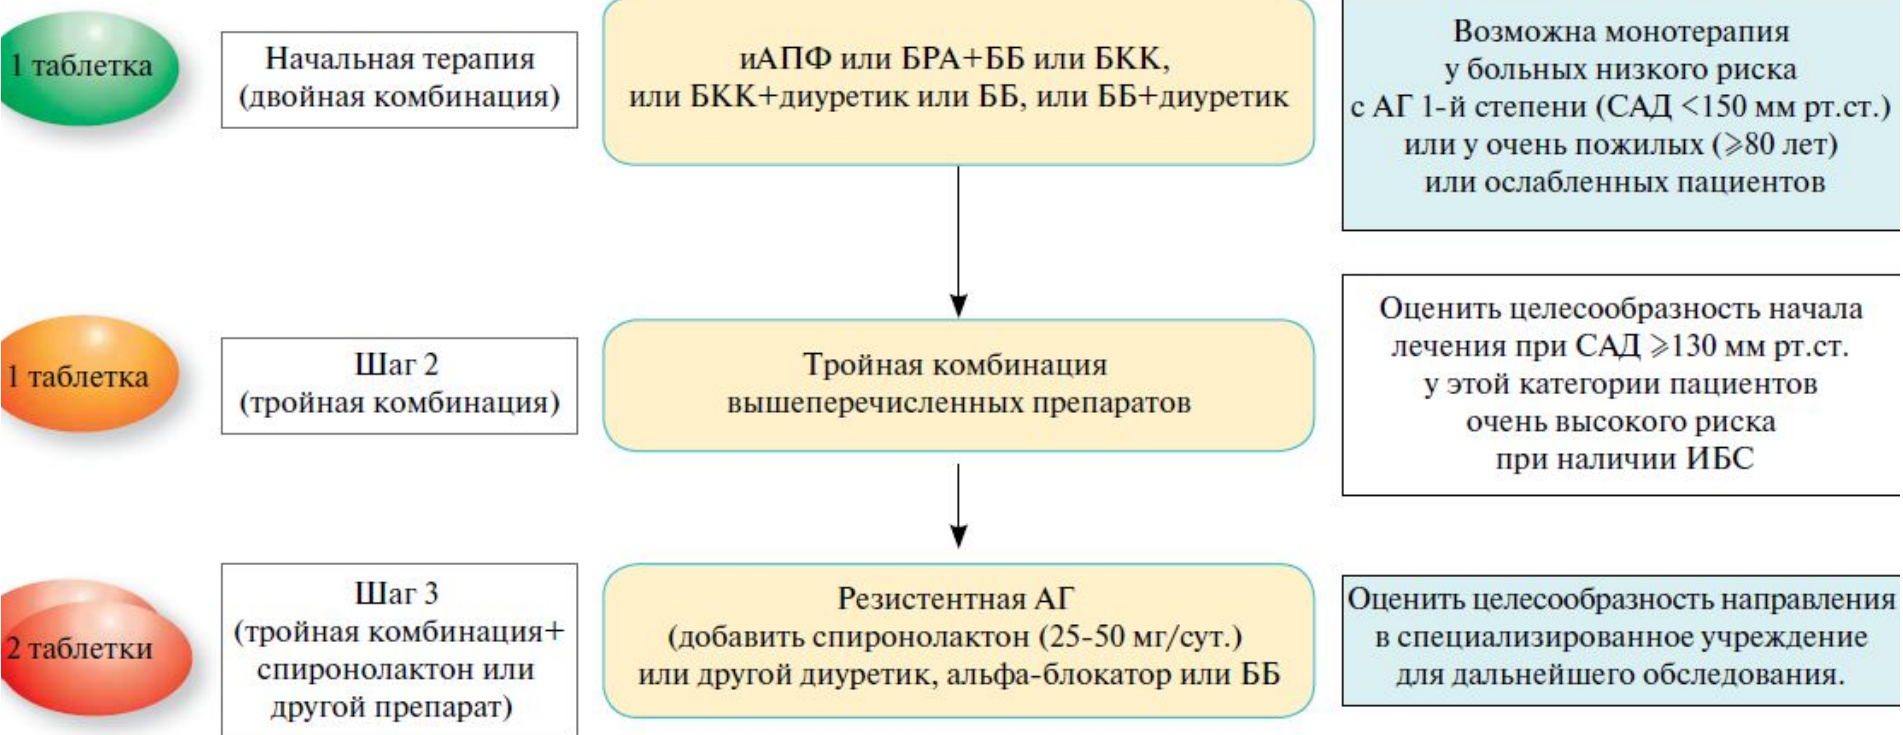 1 таблетка
Начальная терапия
(двойная комбинация)
иАПФ или БРА+ББ или БКК,
или БКК+диуретик или ББ, или ББ+диуретик
Возможна монотерапия
у больных низкого риска
с АГ 1-й степени (САД <150 мм рт.ст.)
или у очень пожилых (⩾80 лет)
или ослабленных пациентов
1 таблетка
Шаг 2
(тройная комбинация)
Тройная комбинация
вышеперечисленных препаратов
Оценить целесообразность начала
лечения при САД ⩾130 мм рт.ст.
у этой категории пациентов
очень высокого риска
при наличии ИБС
2 таблетки
Шаг 3
(тройная комбинация+
спиронолактон или
другой препарат)
Резистентная АГ
(добавить спиронолактон (25-50 мг/сут.)
или другой диуретик, альфа-блокатор или ББ
Оценить целесообразность направления
в специализированное учреждение
для дальнейшего обследования.